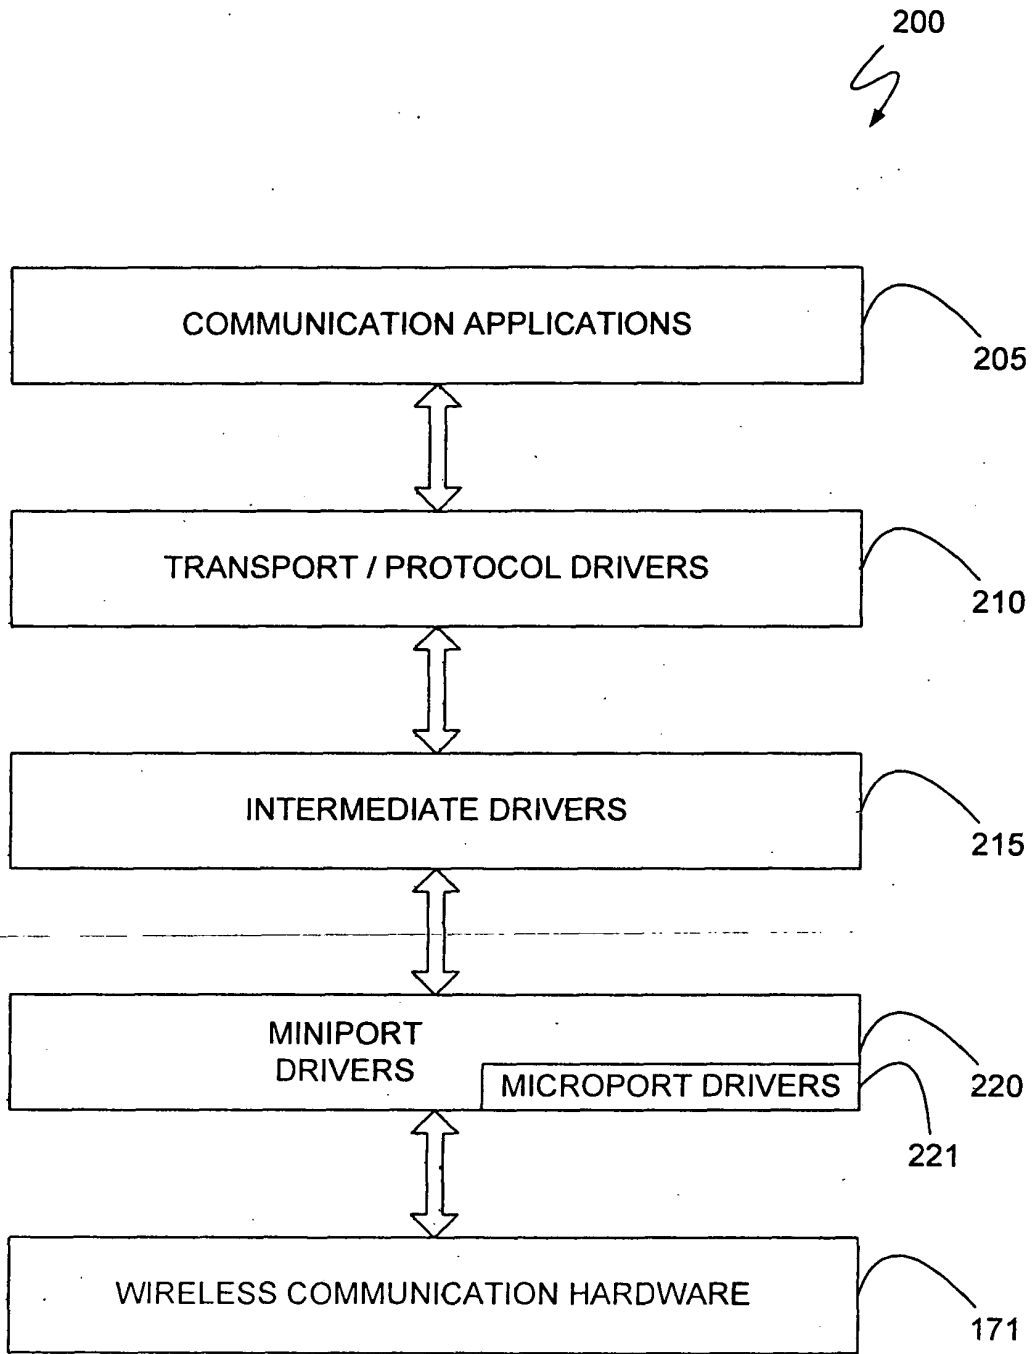 200
COMMUNICATION APPLICATIONS
205
TRANSPORT / PROTOCOL DRIVERS
210
INTERMEDIATE DRIVERS
215
MINIPORT
DRIVERS
MICROPORT DRIVERS
220
221
WIRELESS COMMUNICATION HARDWARE
171